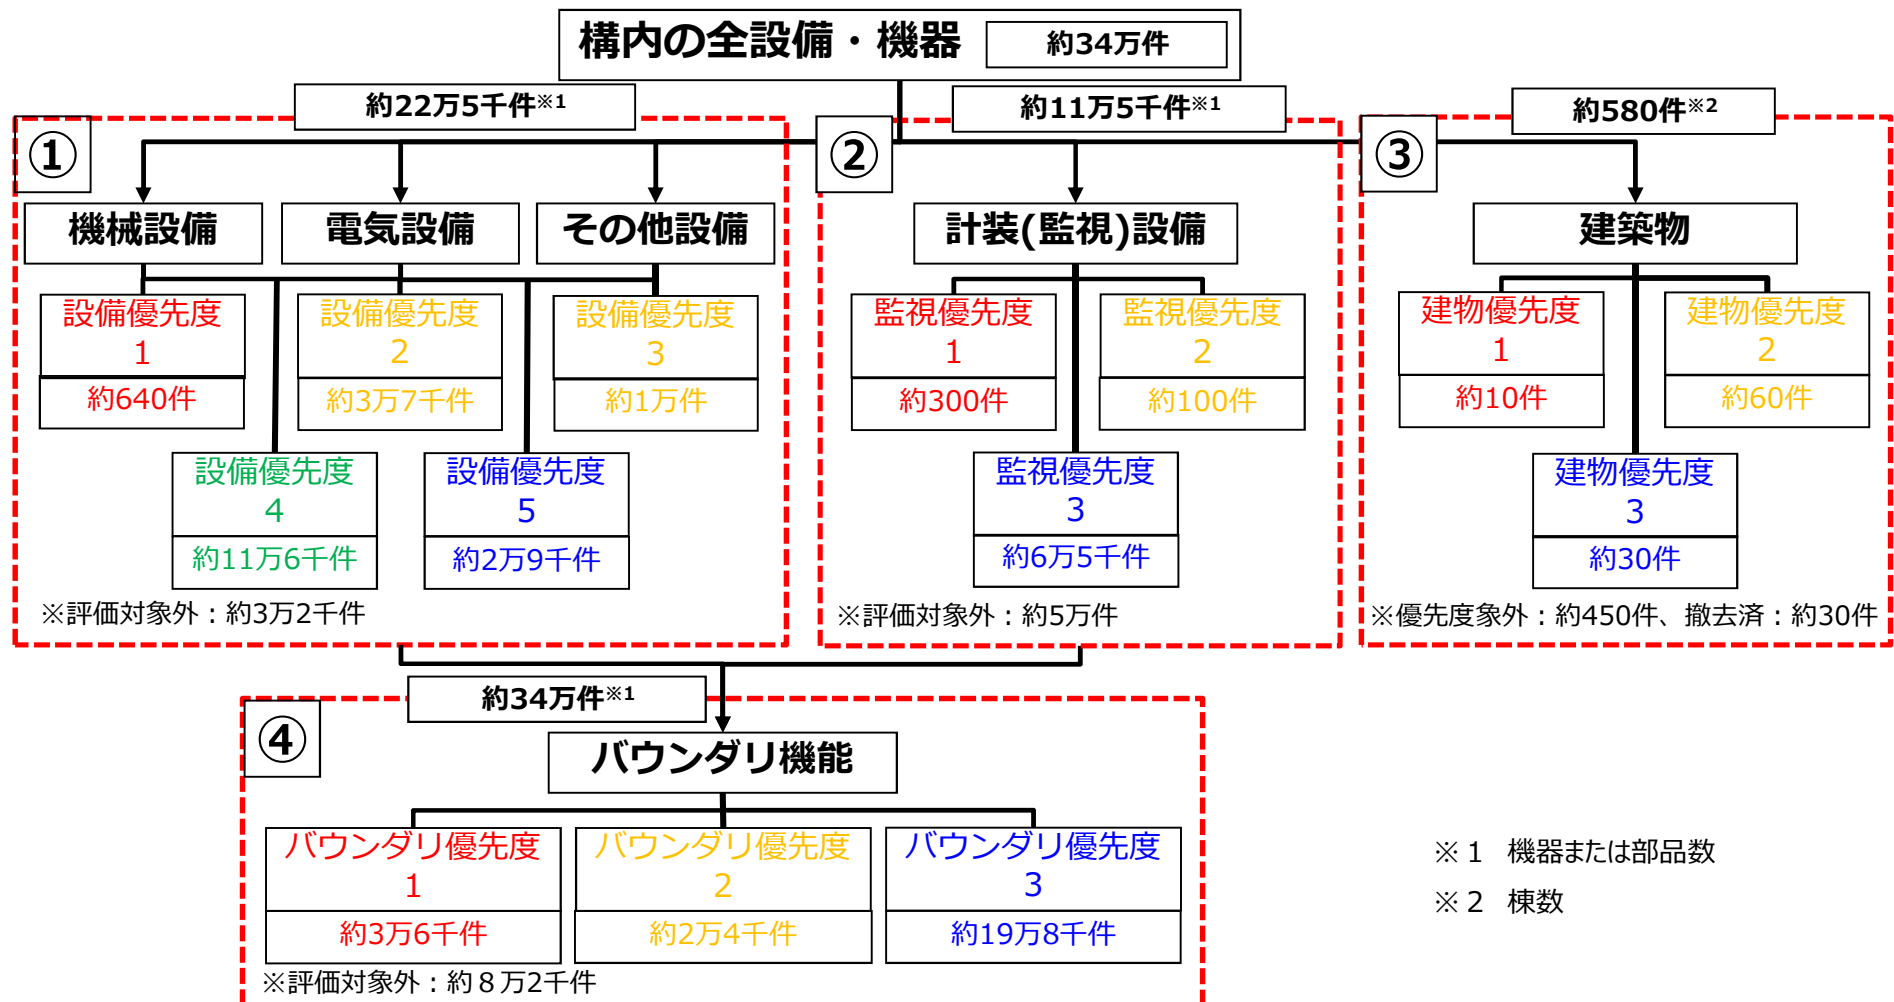 構内の全設備・機器 約34万件
約22万5千件※1
約11万5千件※1
約580件※2
①
②
③
機械設備
電気設備
その他設備
計装(監視)設備
建築物
設備優先度
1
約640件
設備優先度
2
約3万7千件
設備優先度
3
約1万件
設備優先度
4
約11万6千件
設備優先度
5
約2万9千件
※評価対象外：約3万2千件
監視優先度
1
約300件
監視優先度
2
約100件
監視優先度
3
約6万5千件
※評価対象外：約5万件
建物優先度
1
約10件
建物優先度
2
約60件
建物優先度
3
約30件
※優先度象外：約450件、撤去済：約30件
約34万件※1
④
バウンダリ機能
バウンダリ優先度
1
約3万6千件
バウンダリ優先度
2
約2万4千件
バウンダリ優先度
3
約19万8千件
※評価対象外：約８万2千件
※１ 機器または部品数
※２ 棟数